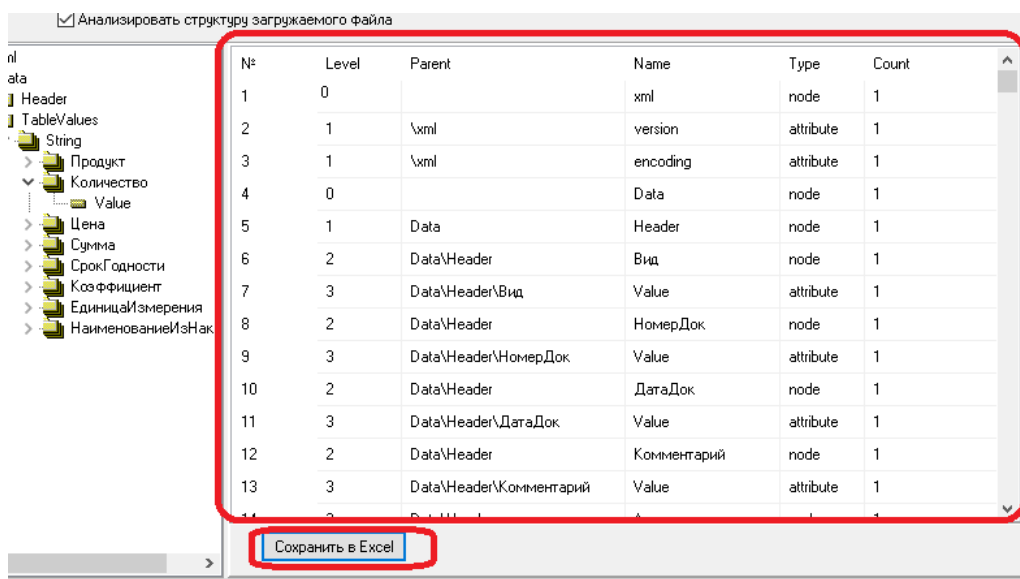 Анализировать структуру загружаемого файла
ml
ata
Header
TableValues
String
Продукт
Количество
Value
Цена
Сумма
СрокГодности
Коэффициент
ЕдиницаИзмерения
НаименованиеИзНак
№ Level Parent Name Type Count
1 0 xml node 1
2 1 \xml version attribute 1
3 1 \xml encoding attribute 1
4 0 Data node 1
5 1 Data Header node 1
6 2 Data\Header Вид node 1
7 3 Data\Header\Вид Value attribute 1
8 2 Data\Header НомерДок node 1
9 3 Data\Header\НомерДок Value attribute 1
10 2 Data\Header ДатаДок node 1
11 3 Data\Header\ДатаДок Value attribute 1
12 2 Data\Header Комментарий node 1
13 3 Data\Header\Комментарий Value attribute 1
Сохранить в Excel